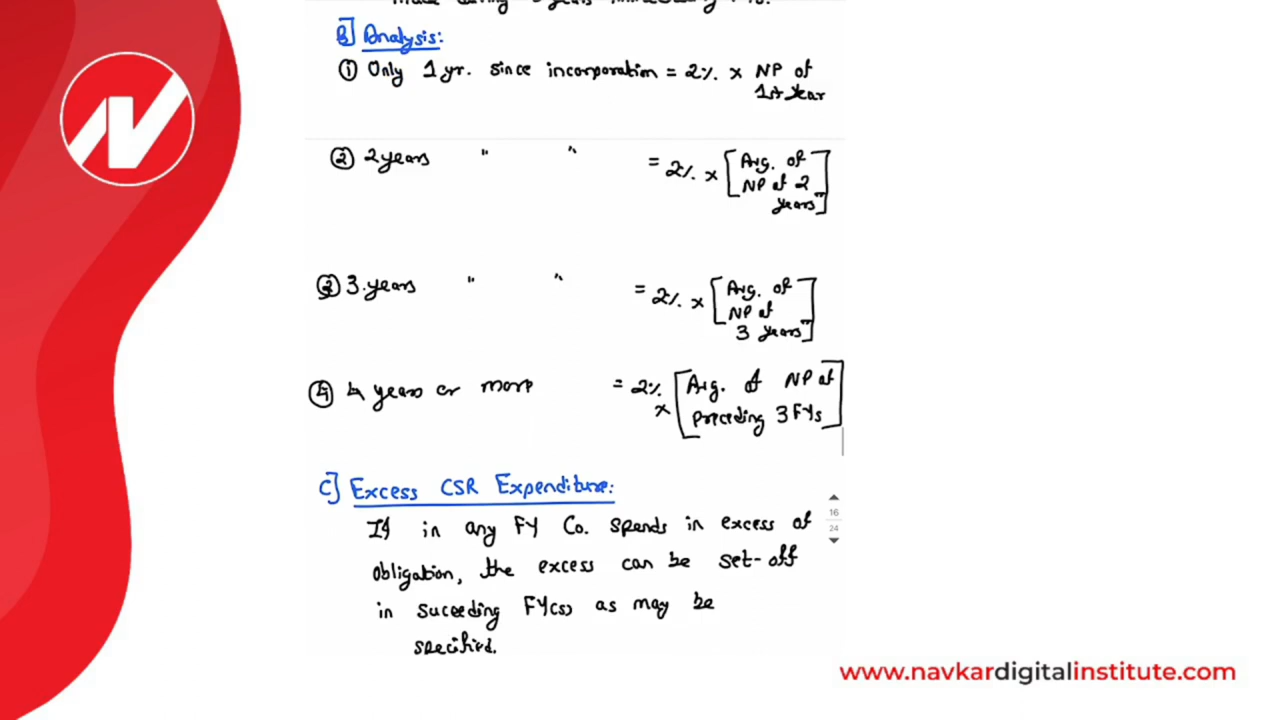 B] Analysis:
① Only 1 yr. since incorporation = 2% × NP of
1st year
② 2 years " " = 2% × [Avg. of
NP of 2
years]
③ 3 years " " = 2% × [Avg. of
NP of
3 years]
④ 4 years or more = 2% × [Avg. of NP of
preceding 3 FYs]
C] Excess CSR Expenditure:
If in any FY Co. spends in excess of
obligation, the excess can be set-off
in suceeding FY(s) as may be
specified.
16
24
www.navkardigitalinstitute.com